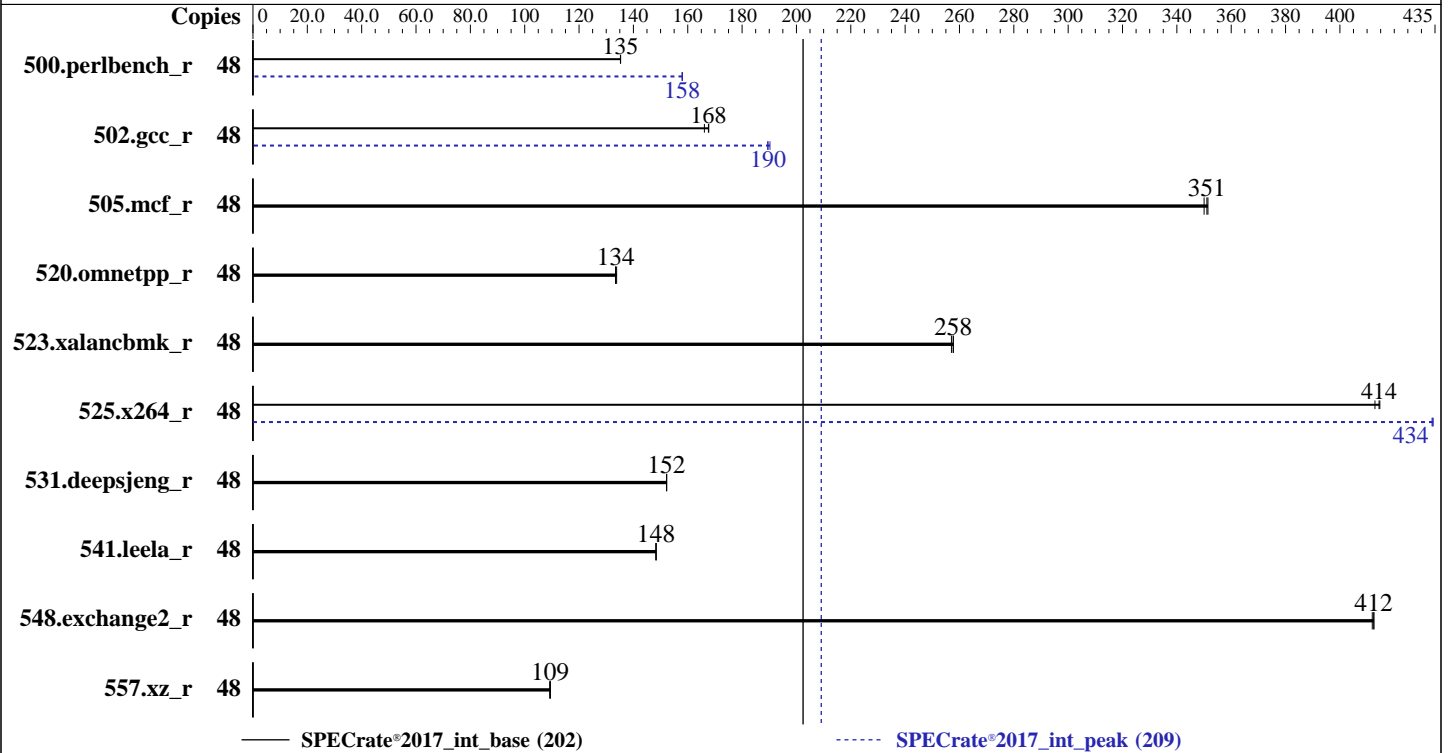 Copies 0 20.0 40.0 60.0 80.0 100 120 140 160 180 200 220 240 260 280 300 320 340 360 380 400 435
135
500.perlbench_r 48
158
168
502.gcc_r 48
190
351
505.mcf_r 48
134
520.omnetpp_r 48
258
523.xalancbmk_r 48
414
525.x264_r 48
434
152
531.deepsjeng_r 48
148
541.leela_r 48
412
548.exchange2_r 48
109
557.xz_r 48
SPECrate®2017_int_base (202) SPECrate®2017_int_peak (209)